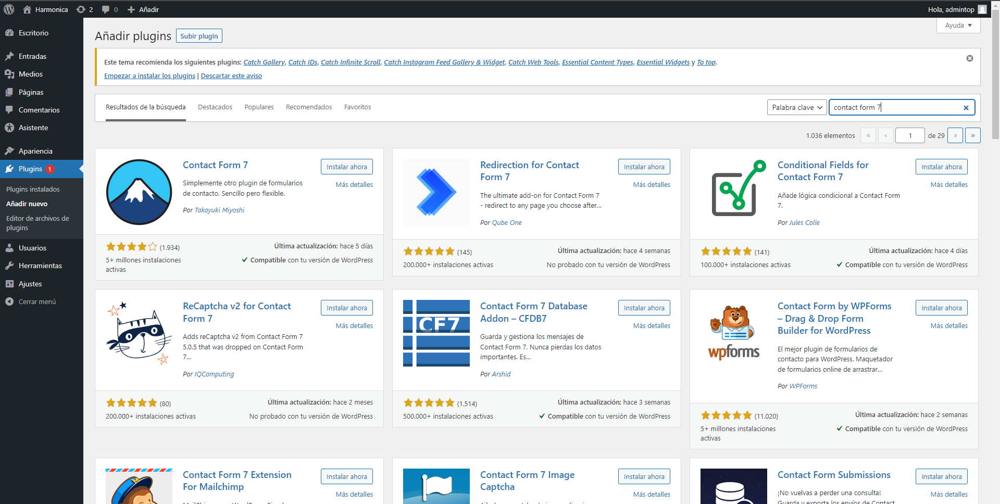 Harmonica 2 0 Añadir Hola, admintop
Ayuda
Escritorio
Entradas
Medios
Páginas
Comentarios
Asistente
Apariencia
Plugins 1
Plugins instalados
Añadir nuevo
Editor de archivos de
plugins
Usuarios
Herramientas
Ajustes
Cerrar menú
Añadir plugins Subir plugin
Este tema recomienda los siguientes plugins: Catch Gallery, Catch IDs, Catch Infinite Scroll, Catch Instagram Feed Gallery & Widget, Catch Web Tools, Essential Content Types, Essential Widgets y To top.
Empezar a instalar los plugins | Descartar este aviso
Resultados de la búsqueda Destacados Populares Recomendados Favoritos Palabra clave contact form 7
1.036 elementos « ‹ 1 de 29 › »
Contact Form 7
Instalar ahora
Más detalles
Simplemente otro plugin de formularios
de contacto. Sencillo pero flexible.
Por Takayuki Miyoshi
(1.934)
5+ millones instalaciones
activas
Última actualización: hace 5 días
Compatible con tu versión de WordPress
Redirection for Contact
Form 7
Instalar ahora
Más detalles
The ultimate add-on for Contact Form 7
- redirect to any page you choose after...
Por Qube One
(145)
200.000+ instalaciones activas
Última actualización: hace 4 semanas
No probado con tu versión de WordPress
Conditional Fields for
Contact Form 7
Instalar ahora
Más detalles
Añade lógica condicional a Contact Form
7.
Por Jules Colle
(141)
100.000+ instalaciones activas
Última actualización: hace 4 días
Compatible con tu versión de WordPress
ReCaptcha v2 for Contact
Form 7
Instalar ahora
Más detalles
Adds reCaptcha v2 from Contact Form 7
5.0.5 that was dropped on Contact Form
7...
Por IQComputing
(80)
200.000+ instalaciones activas
Última actualización: hace 2 meses
No probado con tu versión de WordPress
CF7
Contact Form 7 Database
Addon – CFDB7
Instalar ahora
Más detalles
Guarda y gestiona los mensajes de
Contact Form 7. Nunca pierdas los datos
importantes. Es...
Por Arshid
(1.514)
500.000+ instalaciones activas
Última actualización: hace 3 semanas
Compatible con tu versión de WordPress
wpforms
Contact Form by WPForms
– Drag & Drop Form
Builder for WordPress
Instalar ahora
Más detalles
El mejor plugin de formularios de
contacto para WordPress. Maquetador
de formularios online de arrastrar...
Por WPForms
(11.020)
5+ millones instalaciones
activas
Última actualización: hace 2 semanas
Compatible con tu versión de WordPress
Contact Form 7 Extension
For Mailchimp
Instalar ahora
Más detalles
Contact Form 7 Image
Captcha
Instalar ahora
Más detalles
Contact Form Submissions
Instalar ahora
Más detalles
¡No vuelvas a perder una consulta!
Guarda y exporta los envíos de Contact